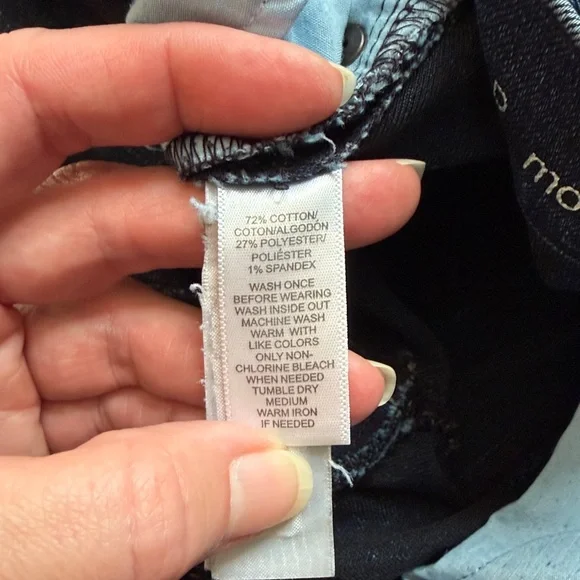 72% COTTON/
COTON/ALGODÓN
27% POLYESTER/
POLIÉSTER
1% SPANDEX
WASH ONCE
BEFORE WEARING
WASH INSIDE OUT
MACHINE WASH
WARM WITH
LIKE COLORS
ONLY NON-
CHLORINE BLEACH
WHEN NEEDED
TUMBLE DRY
MEDIUM
WARM IRON
IF NEEDED